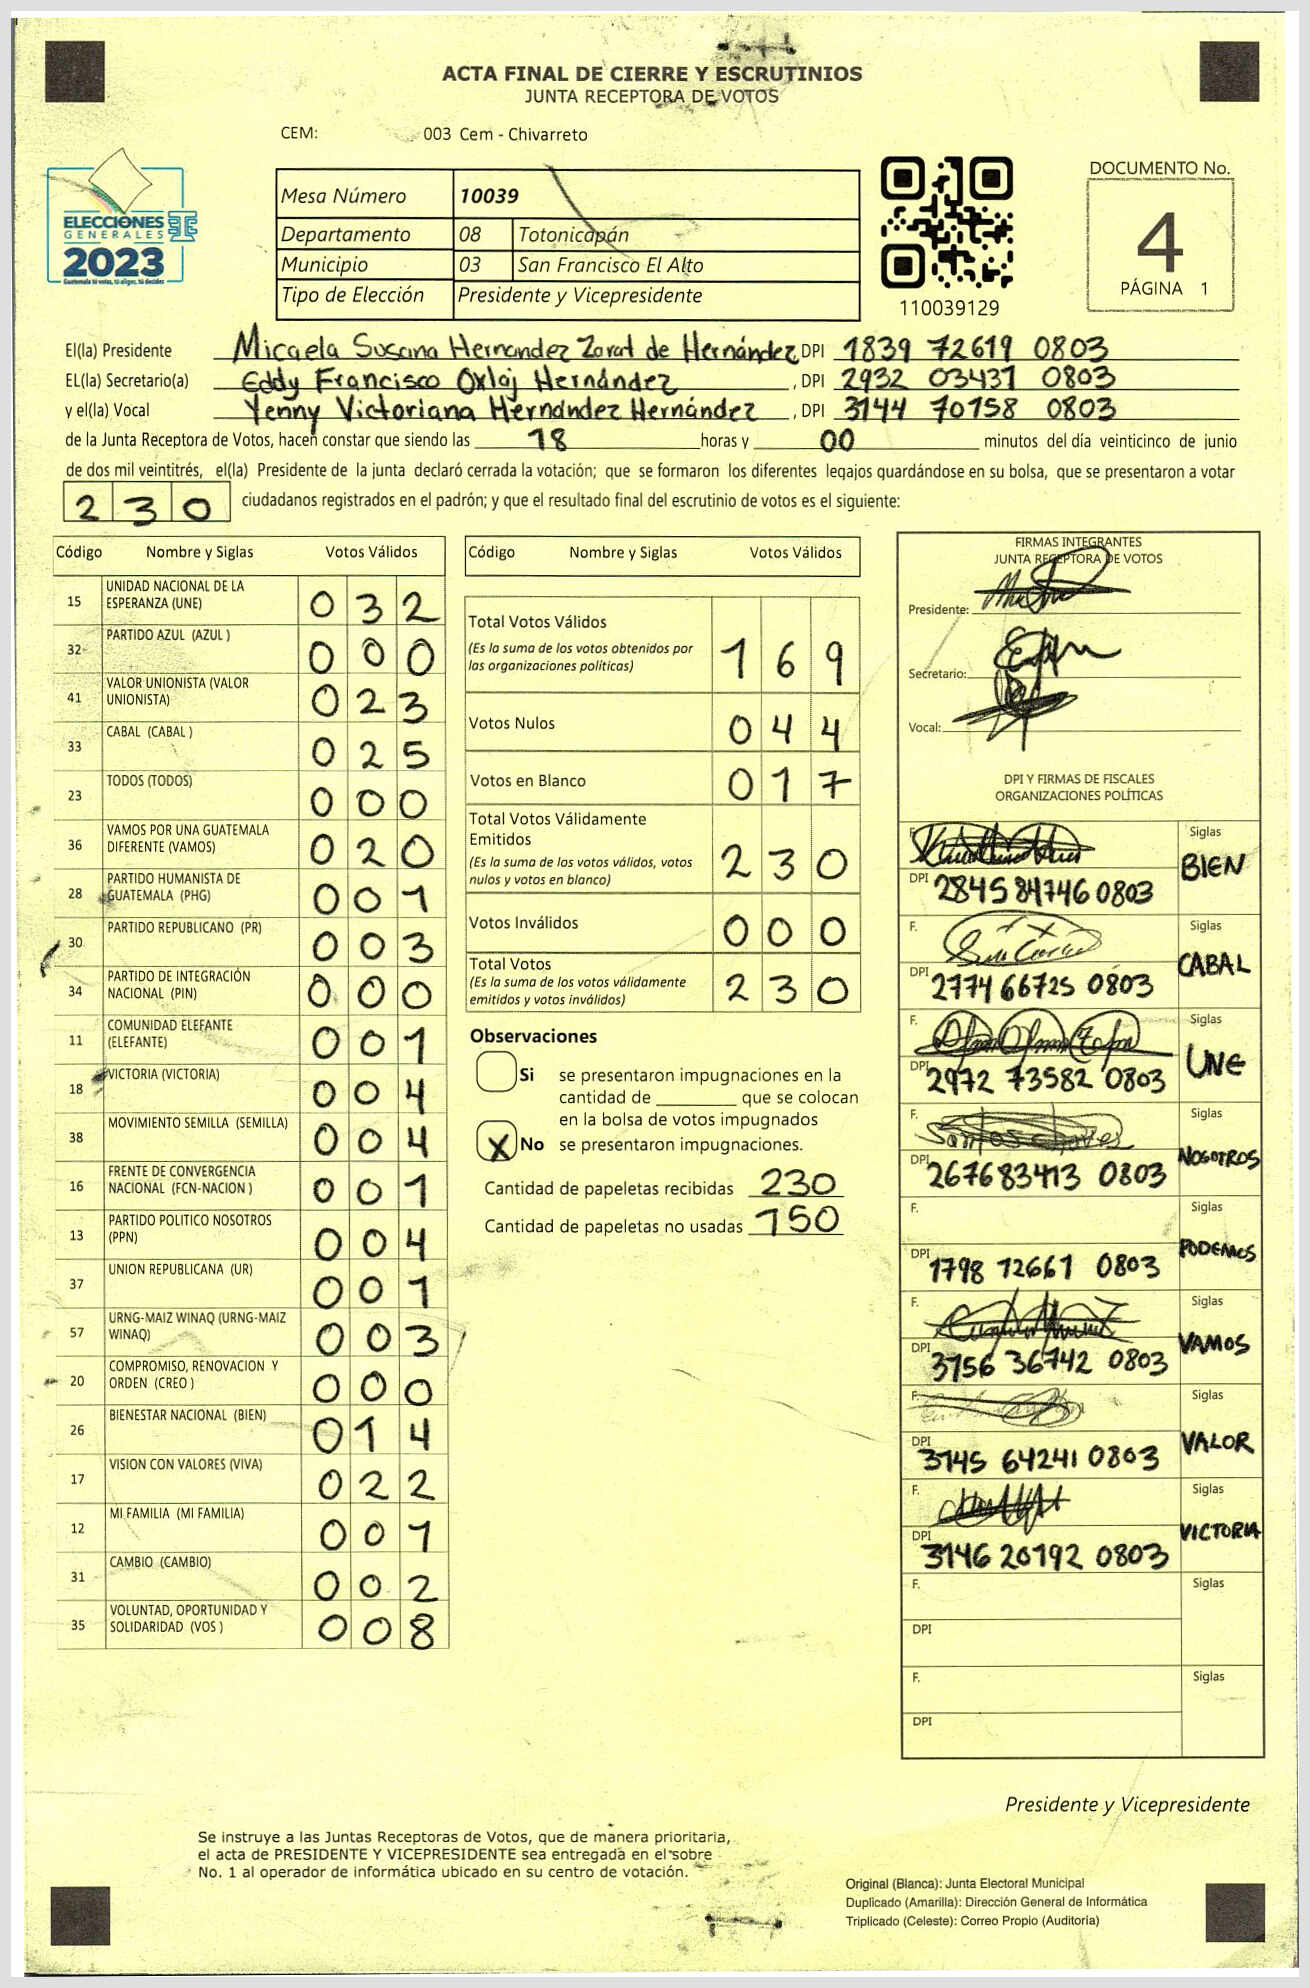 ACTA FINAL DE CIERRE Y ESCRUTINIOS
JUNTA RECEPTORA DE VOTOS
CEM: 003 Cem - Chivarreto
ELECCIONES
GENERALES
2023
Guatemala tú votas, tú eliges, tú decides
Mesa Número 10039
Departamento 08 Totonicapán
Municipio 03 San Francisco El Alto
Tipo de Elección Presidente y Vicepresidente
110039129
DOCUMENTO No.
4
PÁGINA 1
El(la) Presidente Micaela Susana Hernandez Zarat de Hernández DPI 1839 72619 0803
EL(la) Secretario(a) Eddy Francisco Oxlaj Hernández, DPI 2932 03431 0803
y el(la) Vocal Yenny Victoriana Hernández Hernández, DPI 3144 70158 0803
de la Junta Receptora de Votos, hacen constar que siendo las 18 horas y 00 minutos del día veinticinco de junio
de dos mil veintitrés, el(la) Presidente de la junta declaró cerrada la votación; que se formaron los diferentes legajos quardándose en su bolsa, que se presentaron a votar
230 ciudadanos registrados en el padrón; y que el resultado final del escrutinio de votos es el siguiente:
Código Nombre y Siglas Votos Válidos
15 UNIDAD NACIONAL DE LA ESPERANZA (UNE) 032
32 PARTIDO AZUL (AZUL ) 000
41 VALOR UNIONISTA (VALOR UNIONISTA) 023
33 CABAL (CABAL ) 025
23 TODOS (TODOS) 000
36 VAMOS POR UNA GUATEMALA DIFERENTE (VAMOS) 020
28 PARTIDO HUMANISTA DE GUATEMALA (PHG) 001
30 PARTIDO REPUBLICANO (PR) 003
34 PARTIDO DE INTEGRACIÓN NACIONAL (PIN) 000
11 COMUNIDAD ELEFANTE (ELEFANTE) 001
18 VICTORIA (VICTORIA) 004
38 MOVIMIENTO SEMILLA (SEMILLA) 004
16 FRENTE DE CONVERGENCIA NACIONAL (FCN-NACION ) 001
13 PARTIDO POLITICO NOSOTROS (PPN) 004
37 UNION REPUBLICANA (UR) 001
57 URNG-MAIZ WINAQ (URNG-MAIZ WINAQ) 003
20 COMPROMISO, RENOVACION Y ORDEN (CREO ) 000
26 BIENESTAR NACIONAL (BIEN) 014
17 VISION CON VALORES (VIVA) 022
12 MI FAMILIA (MI FAMILIA) 001
31 CAMBIO (CAMBIO) 002
35 VOLUNTAD, OPORTUNIDAD Y SOLIDARIDAD (VOS ) 008
Código Nombre y Siglas Votos Válidos
Total Votos Válidos 169
(Es la suma de los votos obtenidos por
las organizaciones políticas)
Votos Nulos 044
Votos en Blanco 017
Total Votos Válidamente
Emitidos 230
(Es la suma de los votos válidos, votos
nulos y votos en blanco)
Votos Inválidos 000
Total Votos 230
(Es la suma de los votos válidamente
emitidos y votos inválidos)
Observaciones
Si se presentaron impugnaciones en la
cantidad de ________ que se colocan
en la bolsa de votos impugnados
X No se presentaron impugnaciones.
Cantidad de papeletas recibidas 230
Cantidad de papeletas no usadas 150
FIRMAS INTEGRANTES
JUNTA RECEPTORA DE VOTOS
Presidente:
Secretario:
Vocal:
DPI Y FIRMAS DE FISCALES
ORGANIZACIONES POLÍTICAS
F. Siglas BIEN
DPI 2845 84746 0803
F. Siglas CABAL
DPI 2774 66725 0803
F. Siglas UNE
DPI 2972 73582 0803
F. Santos Chaves Siglas NOSOTROS
DPI 2676 83413 0803
F. Siglas PODEMOS
DPI 1798 12661 0803
F. Siglas VAMOS
DPI 3156 36742 0803
F. Siglas VALOR
DPI 3145 64241 0803
F. Siglas VICTORIA
DPI 3146 20192 0803
F. Siglas
DPI
F. Siglas
DPI
Presidente y Vicepresidente
Se instruye a las Juntas Receptoras de Votos, que de manera prioritaria,
el acta de PRESIDENTE Y VICEPRESIDENTE sea entregada en el sobre
No. 1 al operador de informática ubicado en su centro de votación.
Original (Blanca): Junta Electoral Municipal
Duplicado (Amarilla): Dirección General de Informática
Triplicado (Celeste): Correo Propio (Auditoría)